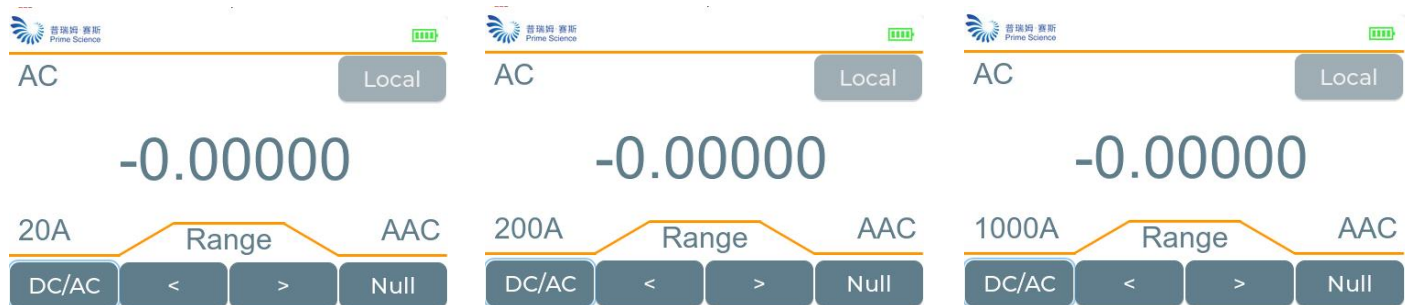 普瑞姆·赛斯
Prime Science
AC
Local
-0.00000
20A
Range
AAC
DC/AC
<
>
Null
普瑞姆·赛斯
Prime Science
AC
Local
-0.00000
200A
Range
AAC
DC/AC
<
>
Null
普瑞姆·赛斯
Prime Science
AC
Local
-0.00000
1000A
Range
AAC
DC/AC
<
>
Null